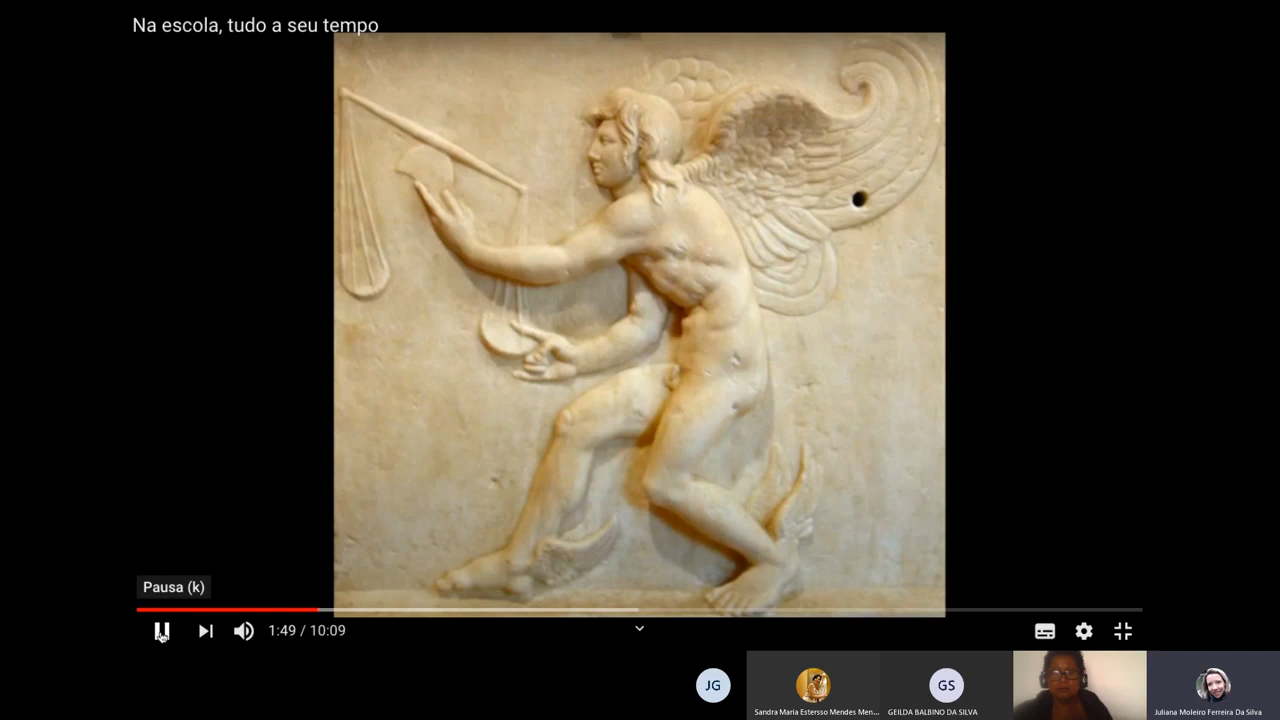 Na escola, tudo a seu tempo
Pausa (k)
1:49 / 10:09
JG
GS
Sandra Maria Estersso Mendes Men...
GEILDA BALBINO DA SILVA
Juliana Moleiro Ferreira Da Silva